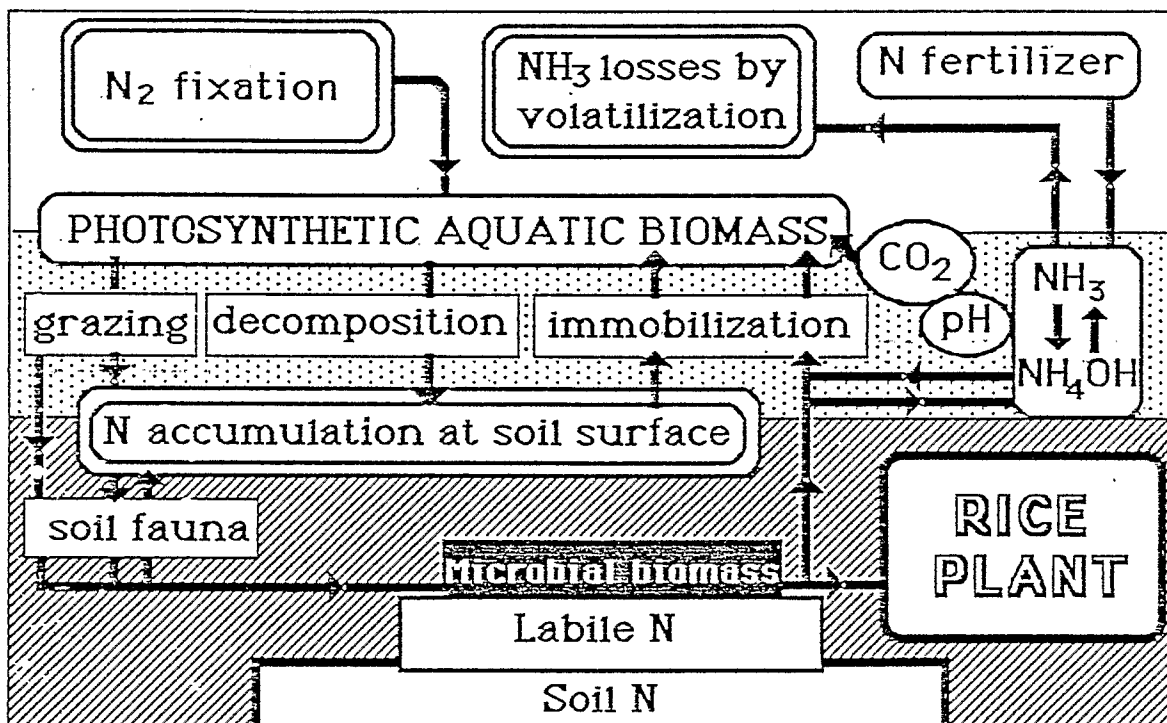 N₂ fixation
NH₃ losses by
volatilization
N fertilizer
PHOTOSYNTHETIC AQUATIC BIOMASS
CO₂
NH₃
grazing
decomposition
immobilization
pH
NH₄OH
N accumulation at soil surface
soil fauna
RICE
PLANT
Microbial biomass
Labile N
Soil N